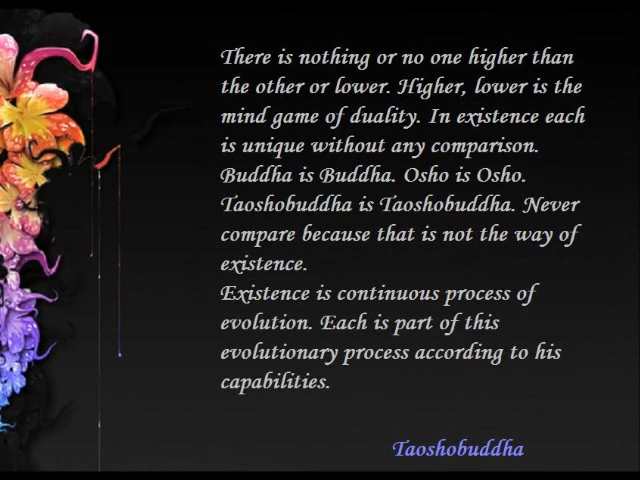 There is nothing or no one higher than
the other or lower. Higher, lower is the
mind game of duality. In existence each
is unique without any comparison.
Buddha is Buddha. Osho is Osho.
Taoshobuddha is Taoshobuddha. Never
compare because that is not the way of
existence.
Existence is continuous process of
evolution. Each is part of this
evolutionary process according to his
capabilities.
Taoshobuddha